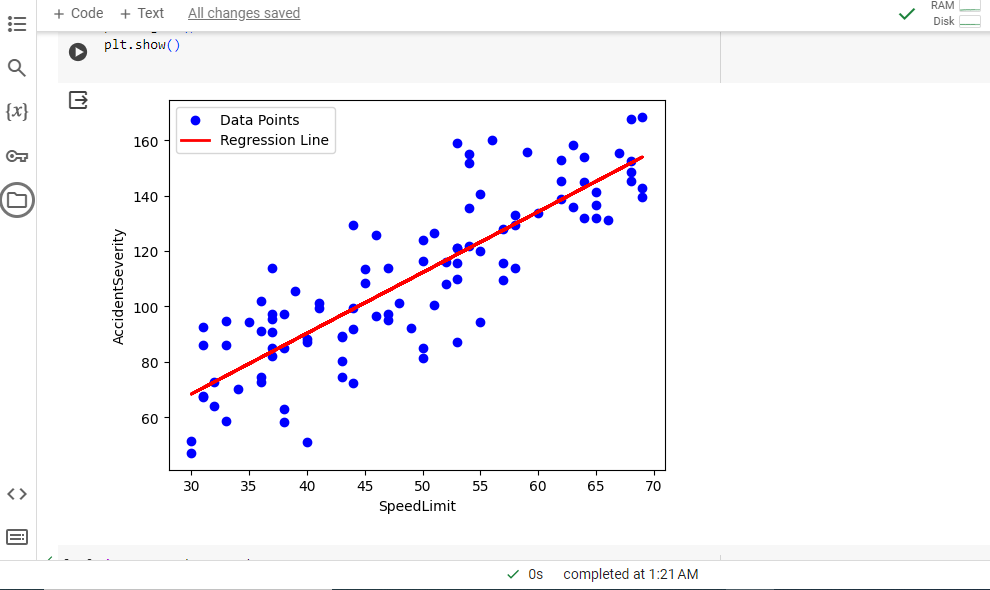 + Code + Text All changes saved
RAM
Disk
plt.show()
{x}
Data Points
Regression Line
AccidentSeverity
160
140
120
100
80
60
30 35 40 45 50 55 60 65 70
SpeedLimit
<>
0s completed at 1:21 AM